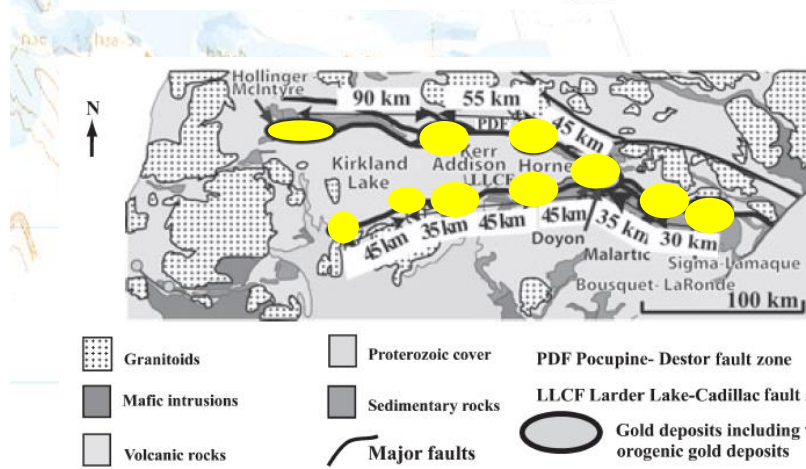 Hollinger -
McIntyre
N
90 km
55 km
PDF
45 km
Kerr
Addison
Horne
Kirkland
Lake
LLCF
45 km
35 km
45 km
45 km
35 km
30 km
Doyon
Malartic
Sigma-Lamaque
Bousquet- LaRonde
100 km
Granitoids
Proterozoic cover
PDF Pocupine- Destor fault zone
Mafic intrusions
Sedimentary rocks
LLCF Larder Lake-Cadillac fault
Volcanic rocks
Major faults
Gold deposits including
orogenic gold deposits